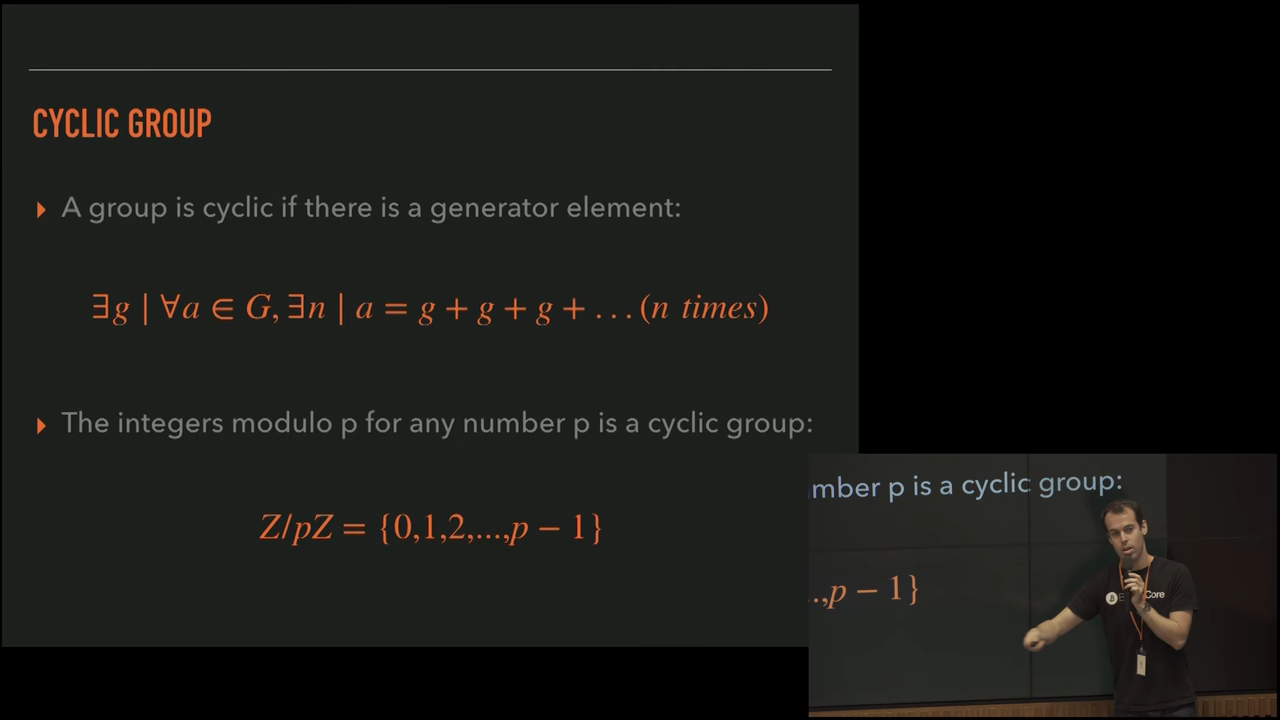 CYCLIC GROUP
A group is cyclic if there is a generator element:
∃g | ∀a ∈ G, ∃n | a = g + g + g + … (n times)
The integers modulo p for any number p is a cyclic group:
Z/pZ = {0,1,2,...,p − 1}
mber p is a cyclic group:
..,p − 1}
Core